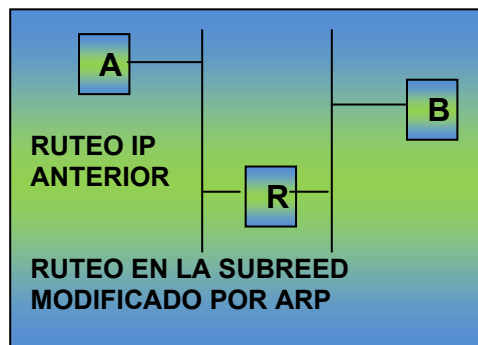 A
B
RUTEO IP
ANTERIOR
R
RUTEO EN LA SUBREED
MODIFICADO POR ARP